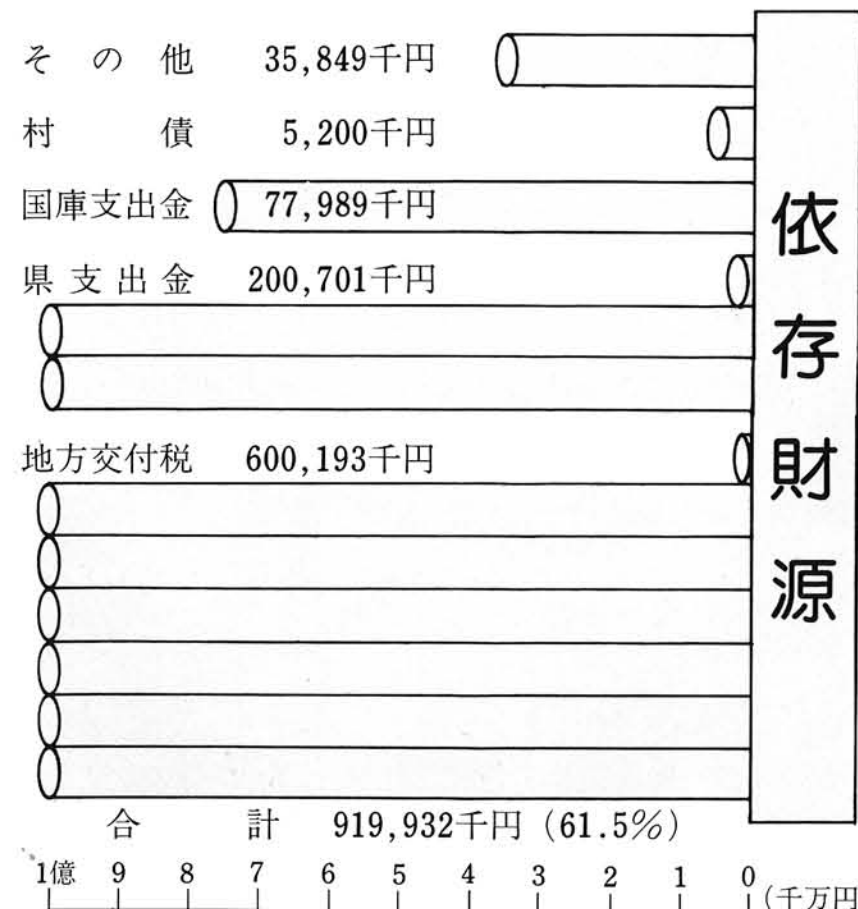 その他 35,849千円
村債 5,200千円
国庫支出金 77,989千円
県支出金 200,701千円
地方交付税 600,193千円
合計 919,932千円(61.5%)
1億 9 8 7 6 5 4 3 2 1 0(千万円
依存財源